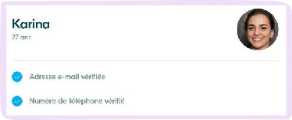 Karina
27 ans
Adresse e-mail vérifiée
Numéro de téléphone vérifié